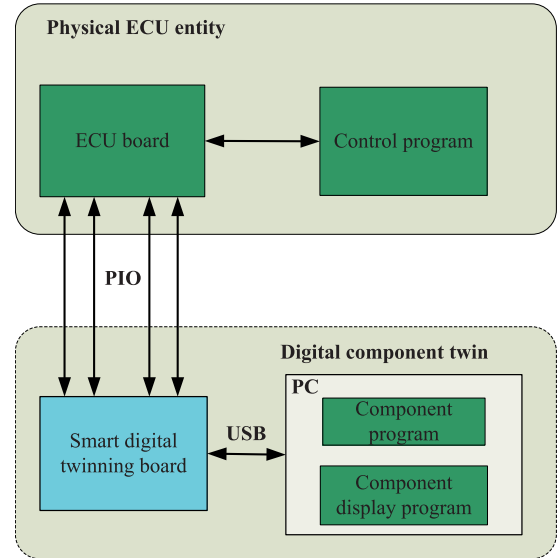 Physical ECU entity
ECU board
Control program
PIO
Digital component twin
PC
Component
program
Smart digital
twinning board
USB
Component
display program